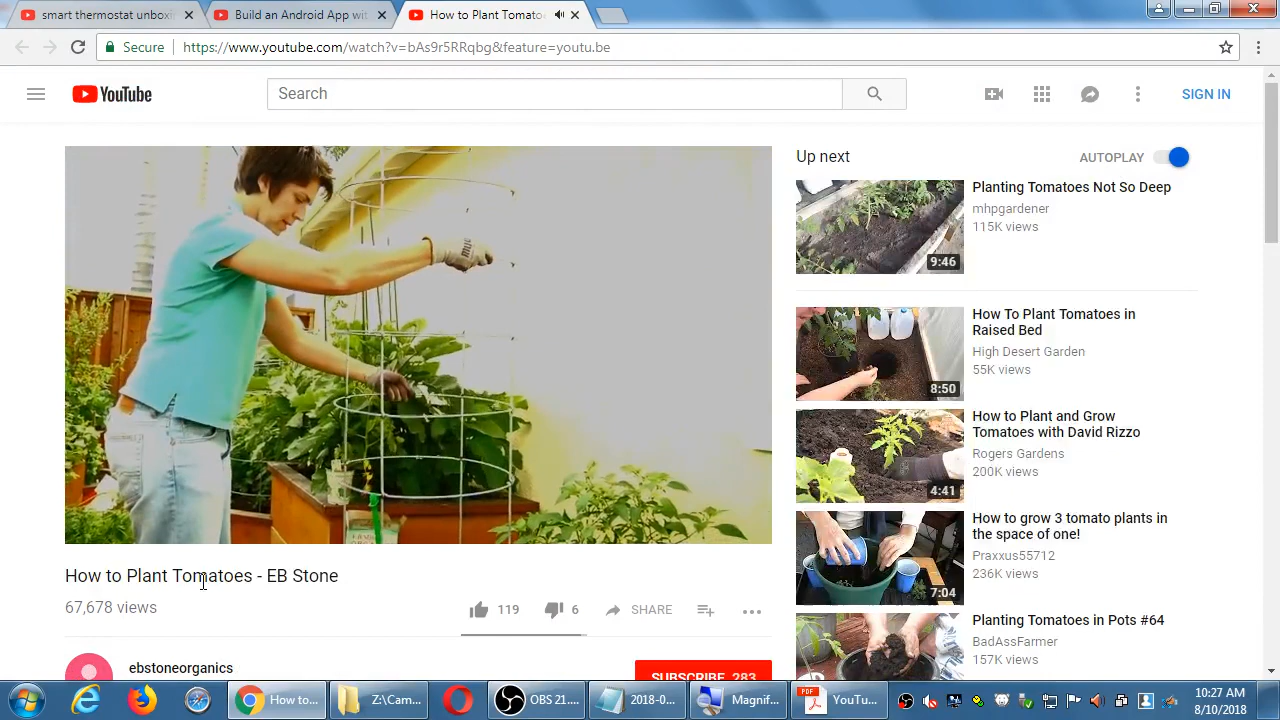 smart thermostat unboxi
Build an Android App wit
How to Plant Tomato
Secure
https://www.youtube.com/watch?v=bAs9r5RRqbg&feature=youtu.be
YouTube
Search
SIGN IN
Up next
AUTOPLAY
Planting Tomatoes Not So Deep
mhpgardener
115K views
9:46
How To Plant Tomatoes in
Raised Bed
High Desert Garden
55K views
8:50
How to Plant and Grow
Tomatoes with David Rizzo
Rogers Gardens
200K views
4:41
How to grow 3 tomato plants in
the space of one!
Praxxus55712
236K views
7:04
Planting Tomatoes in Pots #64
BadAssFarmer
157K views
How to Plant Tomatoes - EB Stone
67,678 views
119
6
SHARE
ebstoneorganics
SUBSCRIBE 283
How to...
Z:\Cam...
OBS 21....
2018-0...
Magnif...
PDF
YouTu...
10:27 AM
8/10/2018